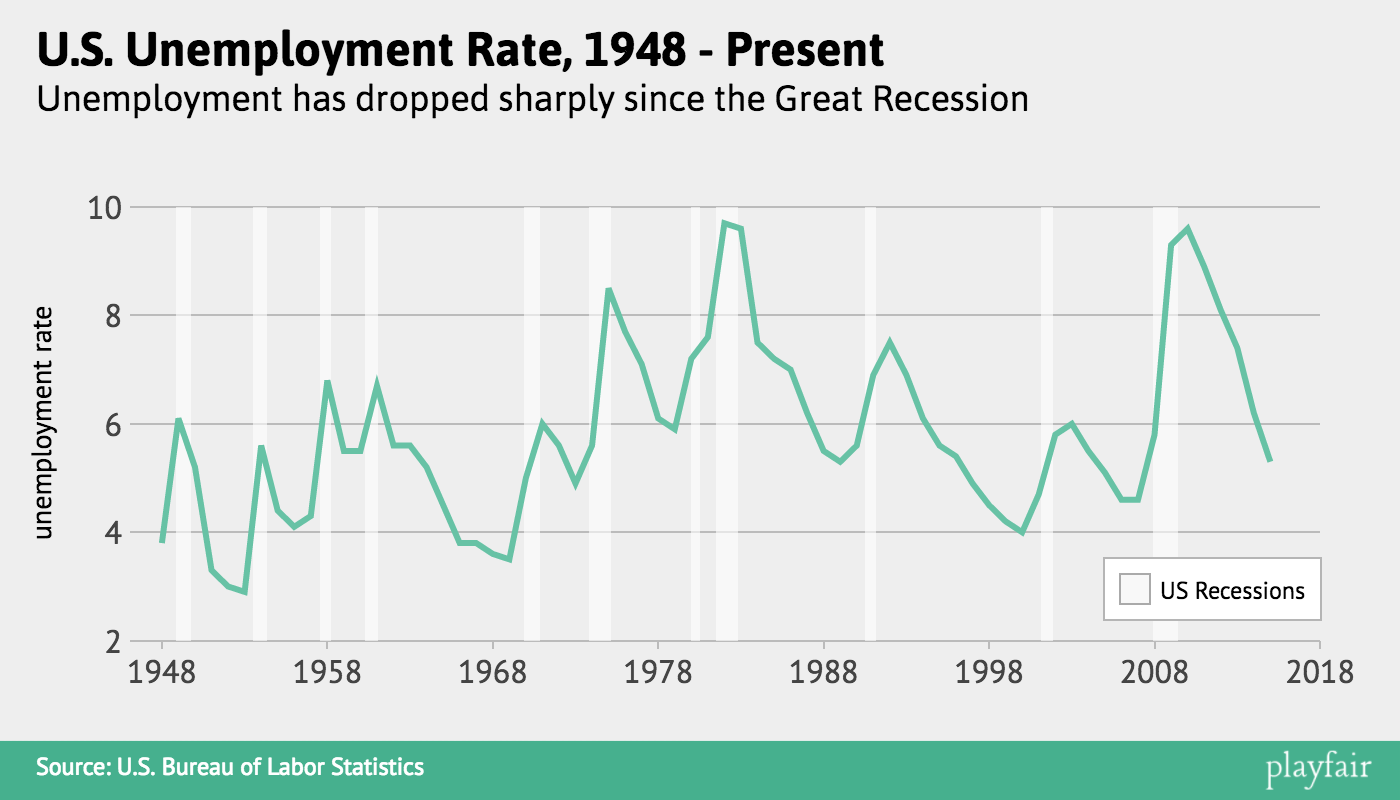 U.S. Unemployment Rate, 1948 - Present
Unemployment has dropped sharply since the Great Recession
unemployment rate
10
8
6
4
2
1948 1958 1968 1978 1988 1998 2008 2018
US Recessions
Source: U.S. Bureau of Labor Statistics
playfair